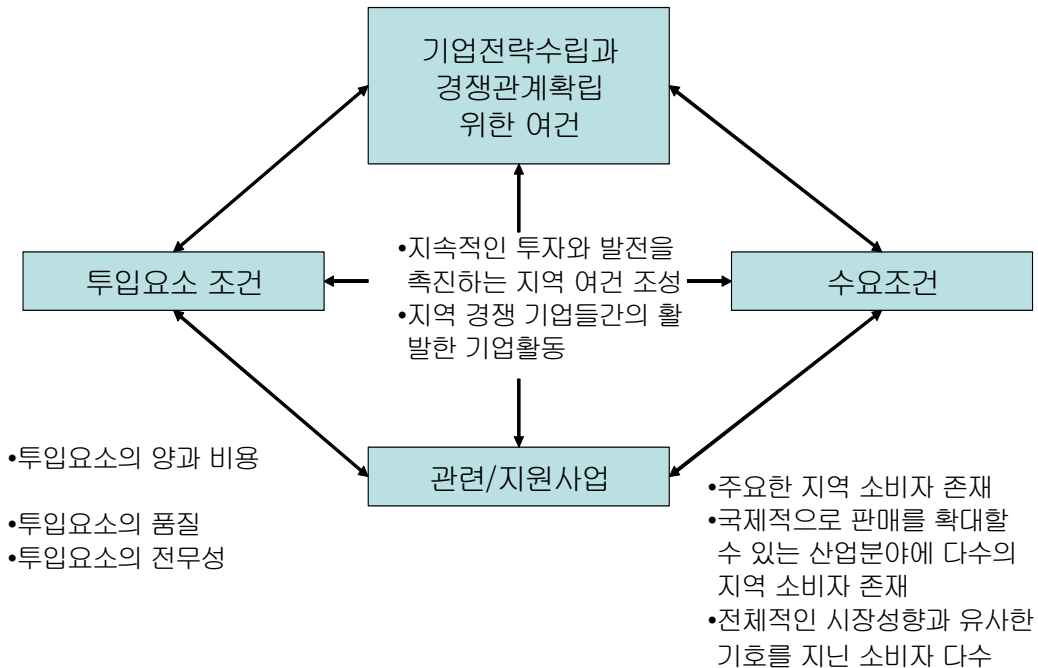 기업전략수립과
경쟁관계확립
위한 여건
•지속적인 투자와 발전을
촉진하는 지역 여건 조성
•지역 경쟁 기업들간의 활
발한 기업활동
투입요소 조건
수요조건
관련/지원사업
•투입요소의 양과 비용
•투입요소의 품질
•투입요소의 전무성
•주요한 지역 소비자 존재
•국제적으로 판매를 확대할
수 있는 산업분야에 다수의
지역 소비자 존재
•전체적인 시장성향과 유사한
기호를 지닌 소비자 다수